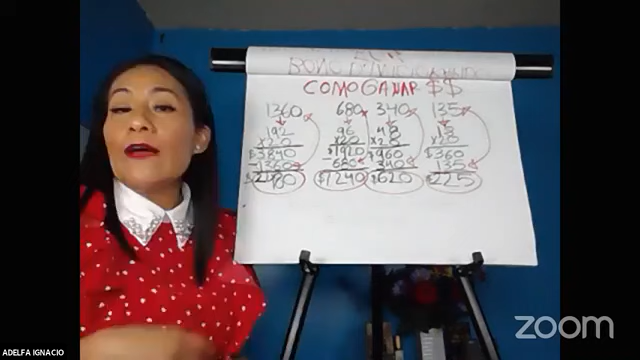 BONO
COMO GANAR $$
1360 680 340 135
192 96 48 18
x20 x20 x20 x20
$3840 $1920 $960 $360
-1360 -680 340 135
$2480 $1240 $620 $225
ADELFA IGNACIO
zoom